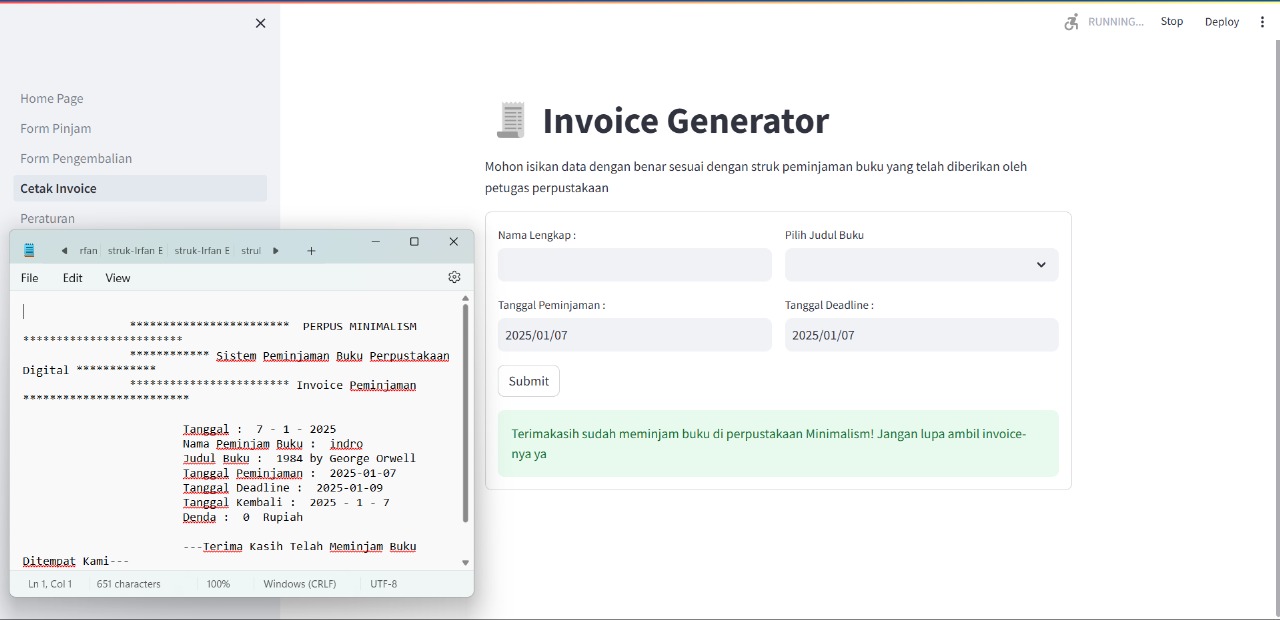 RUNNING...
Stop
Deploy
Home Page
Form Pinjam
Form Pengembalian
Cetak Invoice
Peraturan
Invoice Generator
Mohon isikan data dengan benar sesuai dengan struk peminjaman buku yang telah diberikan oleh
petugas perpustakaan
Nama Lengkap :
Pilih Judul Buku
Tanggal Peminjaman :
Tanggal Deadline :
2025/01/07
2025/01/07
Submit
Terimakasih sudah meminjam buku di perpustakaan Minimalism! Jangan lupa ambil invoice-
nya ya
rfan
struk-Irfan E
struk-Irfan E
strul
File
Edit
View
************************ PERPUS MINIMALISM
************************
************ Sistem Peminjaman Buku Perpustakaan
Digital ************
************************ Invoice Peminjaman
*************************
Tanggal : 7 - 1 - 2025
Nama Peminjam Buku : indro
Judul Buku : 1984 by George Orwell
Tanggal Peminjaman : 2025-01-07
Tanggal Deadline : 2025-01-09
Tanggal Kembali : 2025 - 1 - 7
Denda : 0 Rupiah
---Terima Kasih Telah Meminjam Buku
Ditempat Kami---
Ln 1, Col 1
651 characters
100%
Windows (CRLF)
UTF-8